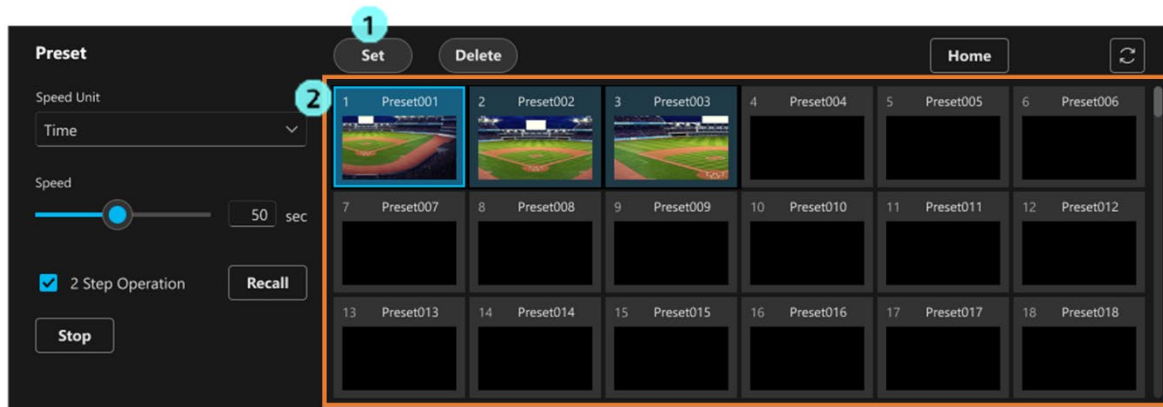 1
Preset
Set
Delete
Home
2
Speed Unit
Time
Speed
50 sec
2 Step Operation
Recall
Stop
1 Preset001
2 Preset002
3 Preset003
4 Preset004
5 Preset005
6 Preset006
7 Preset007
8 Preset008
9 Preset009
10 Preset010
11 Preset011
12 Preset012
13 Preset013
14 Preset014
15 Preset015
16 Preset016
17 Preset017
18 Preset018